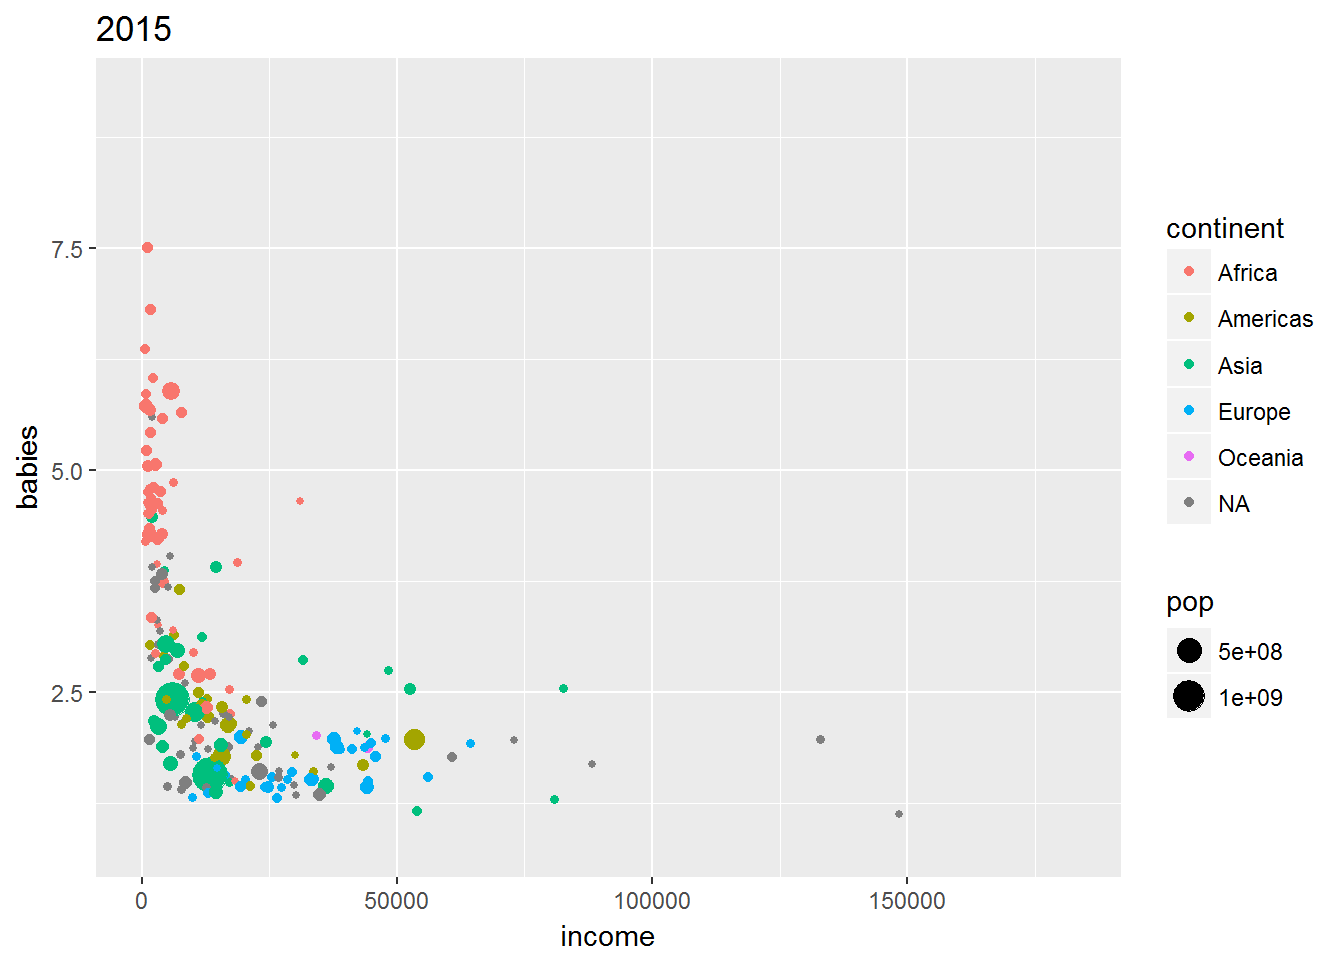 2015
babies
7.5
5.0
2.5
0
50000
100000
150000
income
continent
Africa
Americas
Asia
Europe
Oceania
NA
pop
5e+08
1e+09